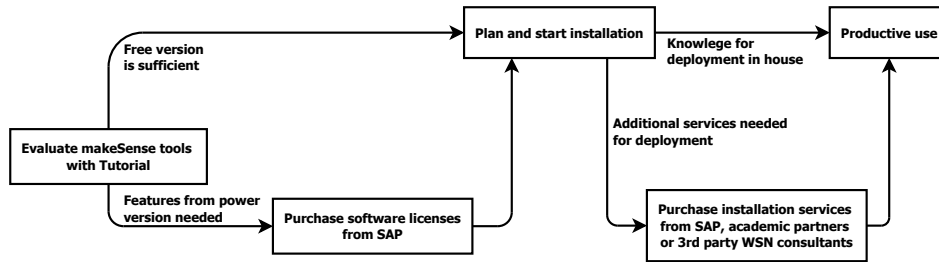 Plan and start installation
Productive use
Free version
is sufficient
Knowlege for
deployment in house
Evaluate makeSense tools
with Tutorial
Additional services needed
for deployment
Features from power
version needed
Purchase software licenses
from SAP
Purchase installation services
from SAP, academic partners
or 3rd party WSN consultants